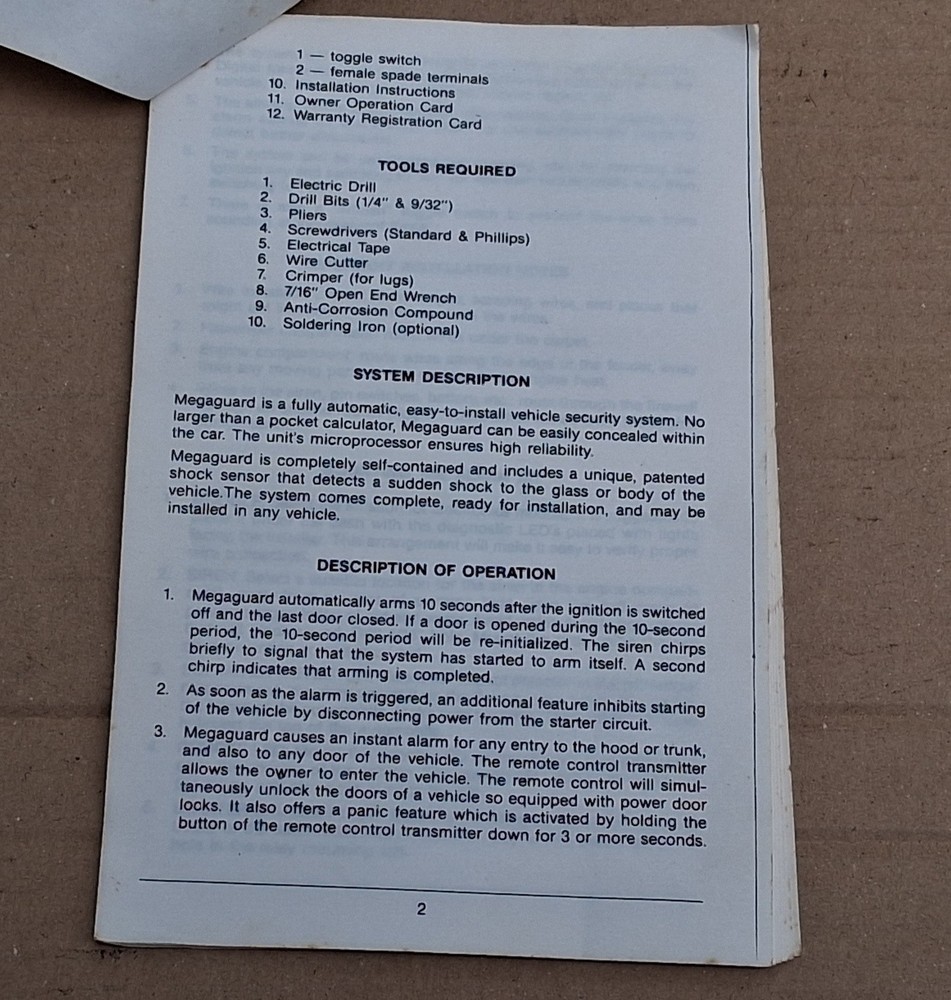 1 — toggle switch
2 — female spade terminals
10. Installation Instructions
11. Owner Operation Card
12. Warranty Registration Card
TOOLS REQUIRED
1. Electric Drill
2. Drill Bits (1/4" & 9/32")
3. Pliers
4. Screwdrivers (Standard & Phillips)
5. Electrical Tape
6. Wire Cutter
7. Crimper (for lugs)
8. 7/16" Open End Wrench
9. Anti-Corrosion Compound
10. Soldering Iron (optional)
SYSTEM DESCRIPTION
Megaguard is a fully automatic, easy-to-install vehicle security system. No
larger than a pocket calculator, Megaguard can be easily concealed within
the car. The unit's microprocessor ensures high reliability.
Megaguard is completely self-contained and includes a unique, patented
shock sensor that detects a sudden shock to the glass or body of the
vehicle.The system comes complete, ready for installation, and may be
installed in any vehicle.
DESCRIPTION OF OPERATION
1. Megaguard automatically arms 10 seconds after the ignition is switched
off and the last door closed. If a door is opened during the 10-second
period, the 10-second period will be re-initialized. The siren chirps
briefly to signal that the system has started to arm itself. A second
chirp indicates that arming is completed.
2. As soon as the alarm is triggered, an additional feature inhibits starting
of the vehicle by disconnecting power from the starter circuit.
3. Megaguard causes an instant alarm for any entry to the hood or trunk,
and also to any door of the vehicle. The remote control transmitter
allows the owner to enter the vehicle. The remote control will simul-
taneously unlock the doors of a vehicle so equipped with power door
locks. It also offers a panic feature which is activated by holding the
button of the remote control transmitter down for 3 or more seconds.
2